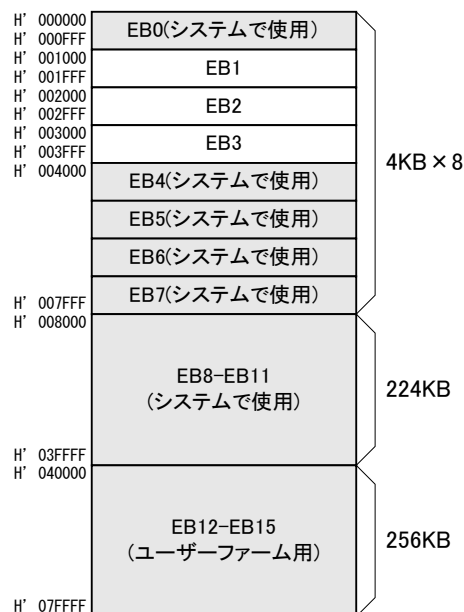 H' 000000
EB0(システムで使用)
H' 000FFF
H' 001000
EB1
H' 001FFF
H' 002000
EB2
H' 002FFF
H' 003000
EB3
H' 003FFF
H' 004000
4KB×8
EB4(システムで使用)
EB5(システムで使用)
EB6(システムで使用)
EB7(システムで使用)
H' 007FFF
H' 008000
EB8-EB11
(システムで使用)
224KB
H' 03FFFF
H' 040000
EB12-EB15
(ユーザーファーム用)
256KB
H' 07FFFF